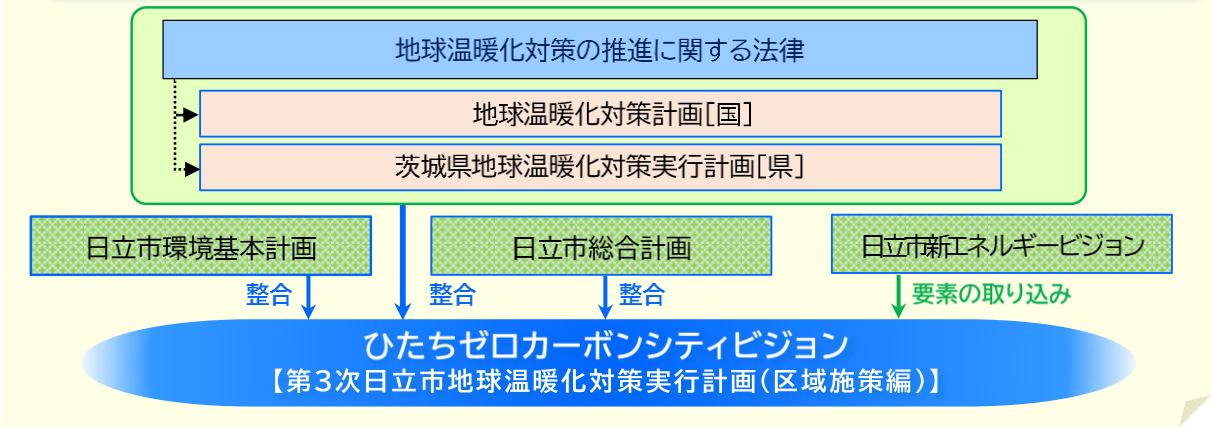 地球温暖化対策の推進に関する法律
地球温暖化対策計画[国]
茨城県地球温暖化対策実行計画[県]
日立市環境基本計画
日立市総合計画
日立市新エネルギービジョン
整合
整合
整合
要素の取り込み
ひたちゼロカーボンシティビジョン
【第3次日立市地球温暖化対策実行計画(区域施策編)】